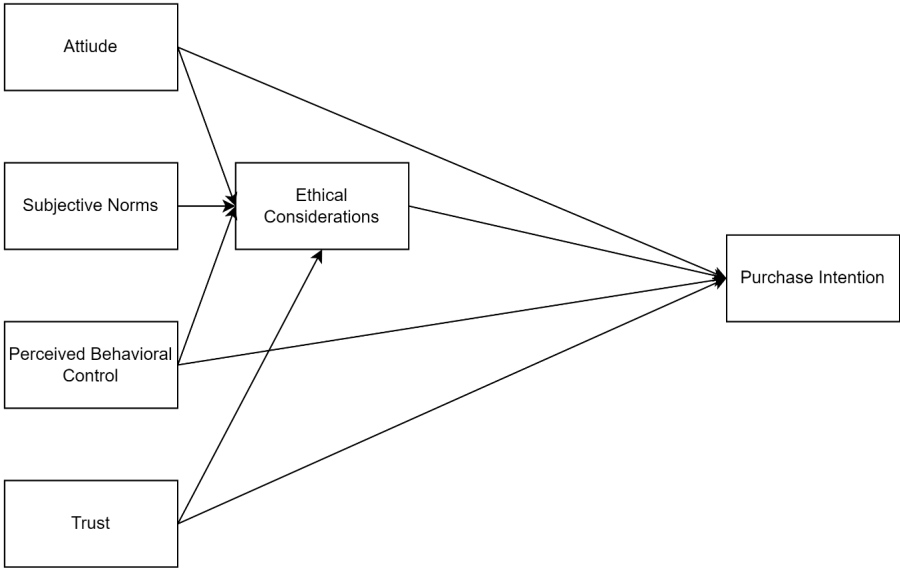 Attiude
Subjective Norms
Ethical
Considerations
Purchase Intention
Perceived Behavioral
Control
Trust